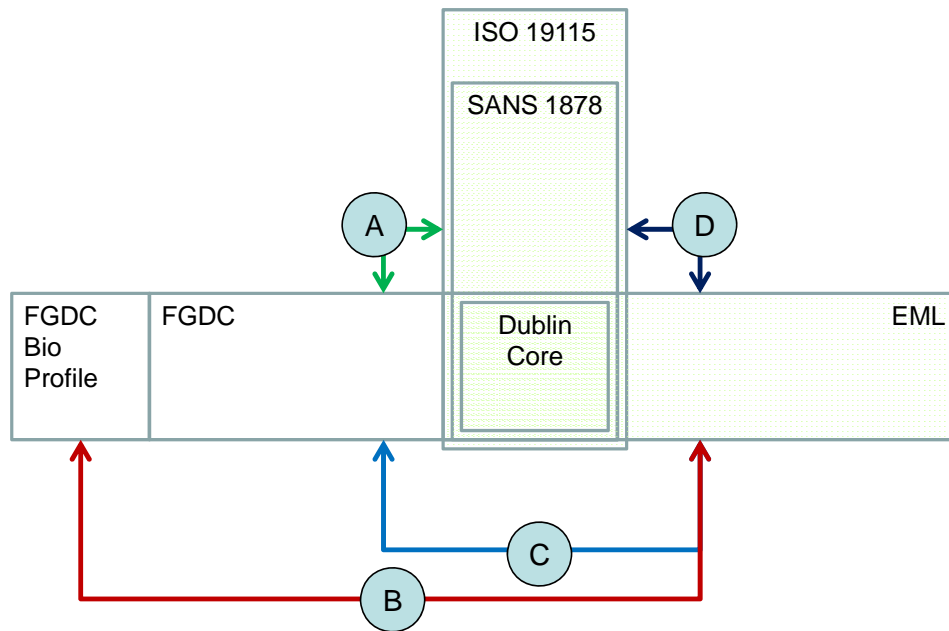 ISO 19115
SANS 1878
A
D
FGDC
Bio
Profile
FGDC
Dublin
Core
EML
C
B